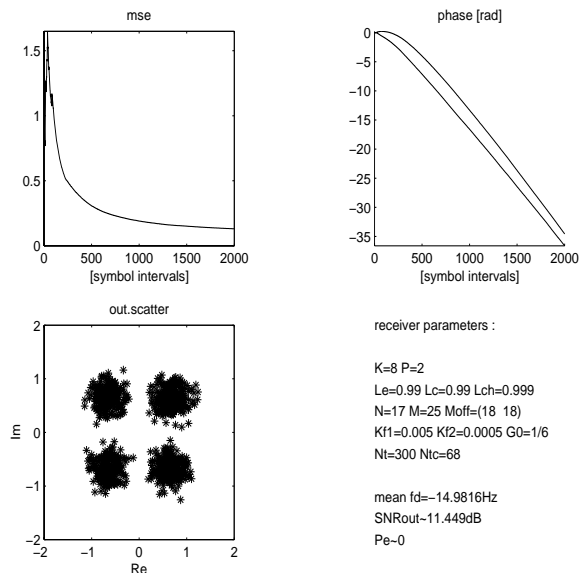 mse
1.5
1
0.5
0
0 500 1000 1500 2000
[symbol intervals]
phase [rad]
0
−5
−10
−15
−20
−25
−30
−35
0 500 1000 1500 2000
[symbol intervals]
out.scatter
2
1
0
−1
−2
−2 −1 0 1 2
Im
Re
receiver parameters :
K=8 P=2
Le=0.99 Lc=0.99 Lch=0.999
N=17 M=25 Moff=(18 18)
Kf1=0.005 Kf2=0.0005 G0=1/6
Nt=300 Ntc=68
mean fd=−14.9816Hz
SNRout~11.449dB
Pe~0